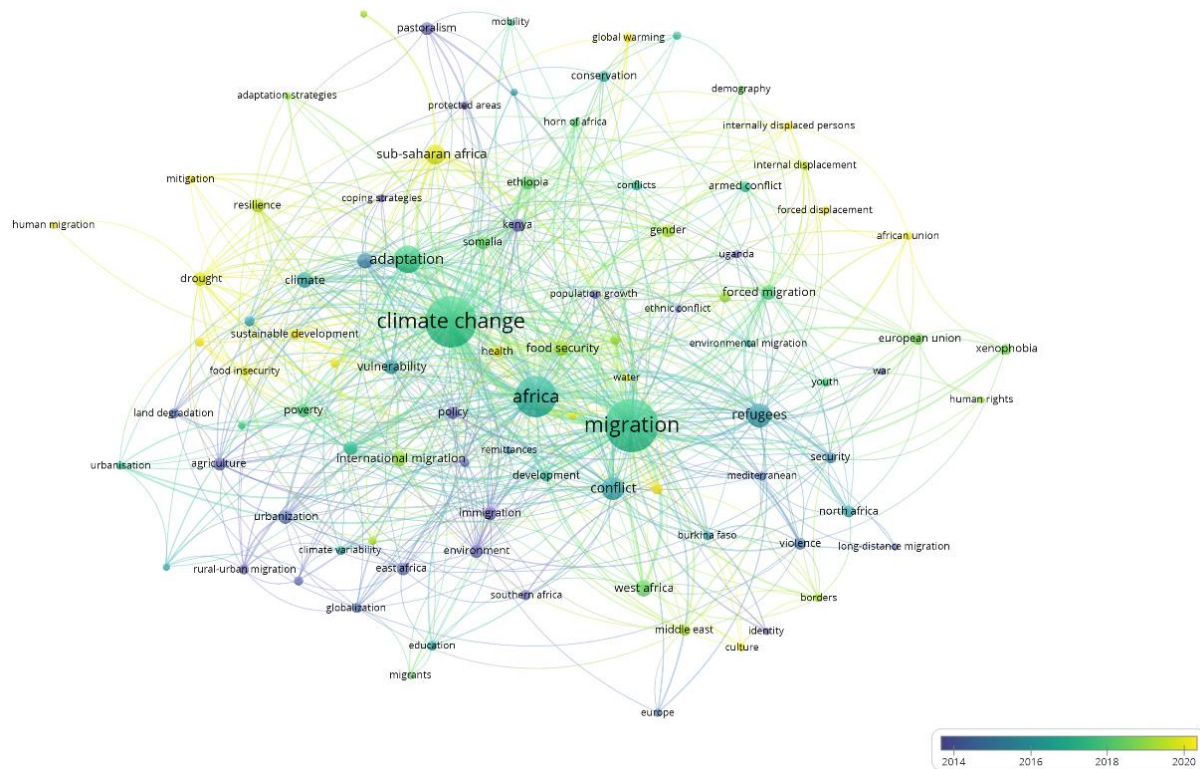 pastoralism
mobility
global warming
conservation
adaptation strategies
protected areas
demography
horn of africa
internally displaced persons
sub-saharan africa
internal displacement
mitigation
ethiopia
conflicts
armed conflict
coping strategies
resilience
forced displacement
human migration
kenya
gender
african union
somalia
uganda
adaptation
drought
climate
population growth
forced migration
ethnic conflict
climate change
sustainable development
european union
environmental migration
food security
health
xenophobia
vulnerability
food insecurity
water
war
youth
africa
human rights
land degradation
poverty
policy
refugees
migration
remittances
international migration
security
urbanisation
agriculture
development
mediterranean
conflict
immigration
north africa
urbanization
burkina faso
violence
long-distance migration
climate variability
environment
rural-urban migration
east africa
west africa
southern africa
borders
globalization
middle east
identity
education
culture
migrants
europe
2014
2016
2018
2020